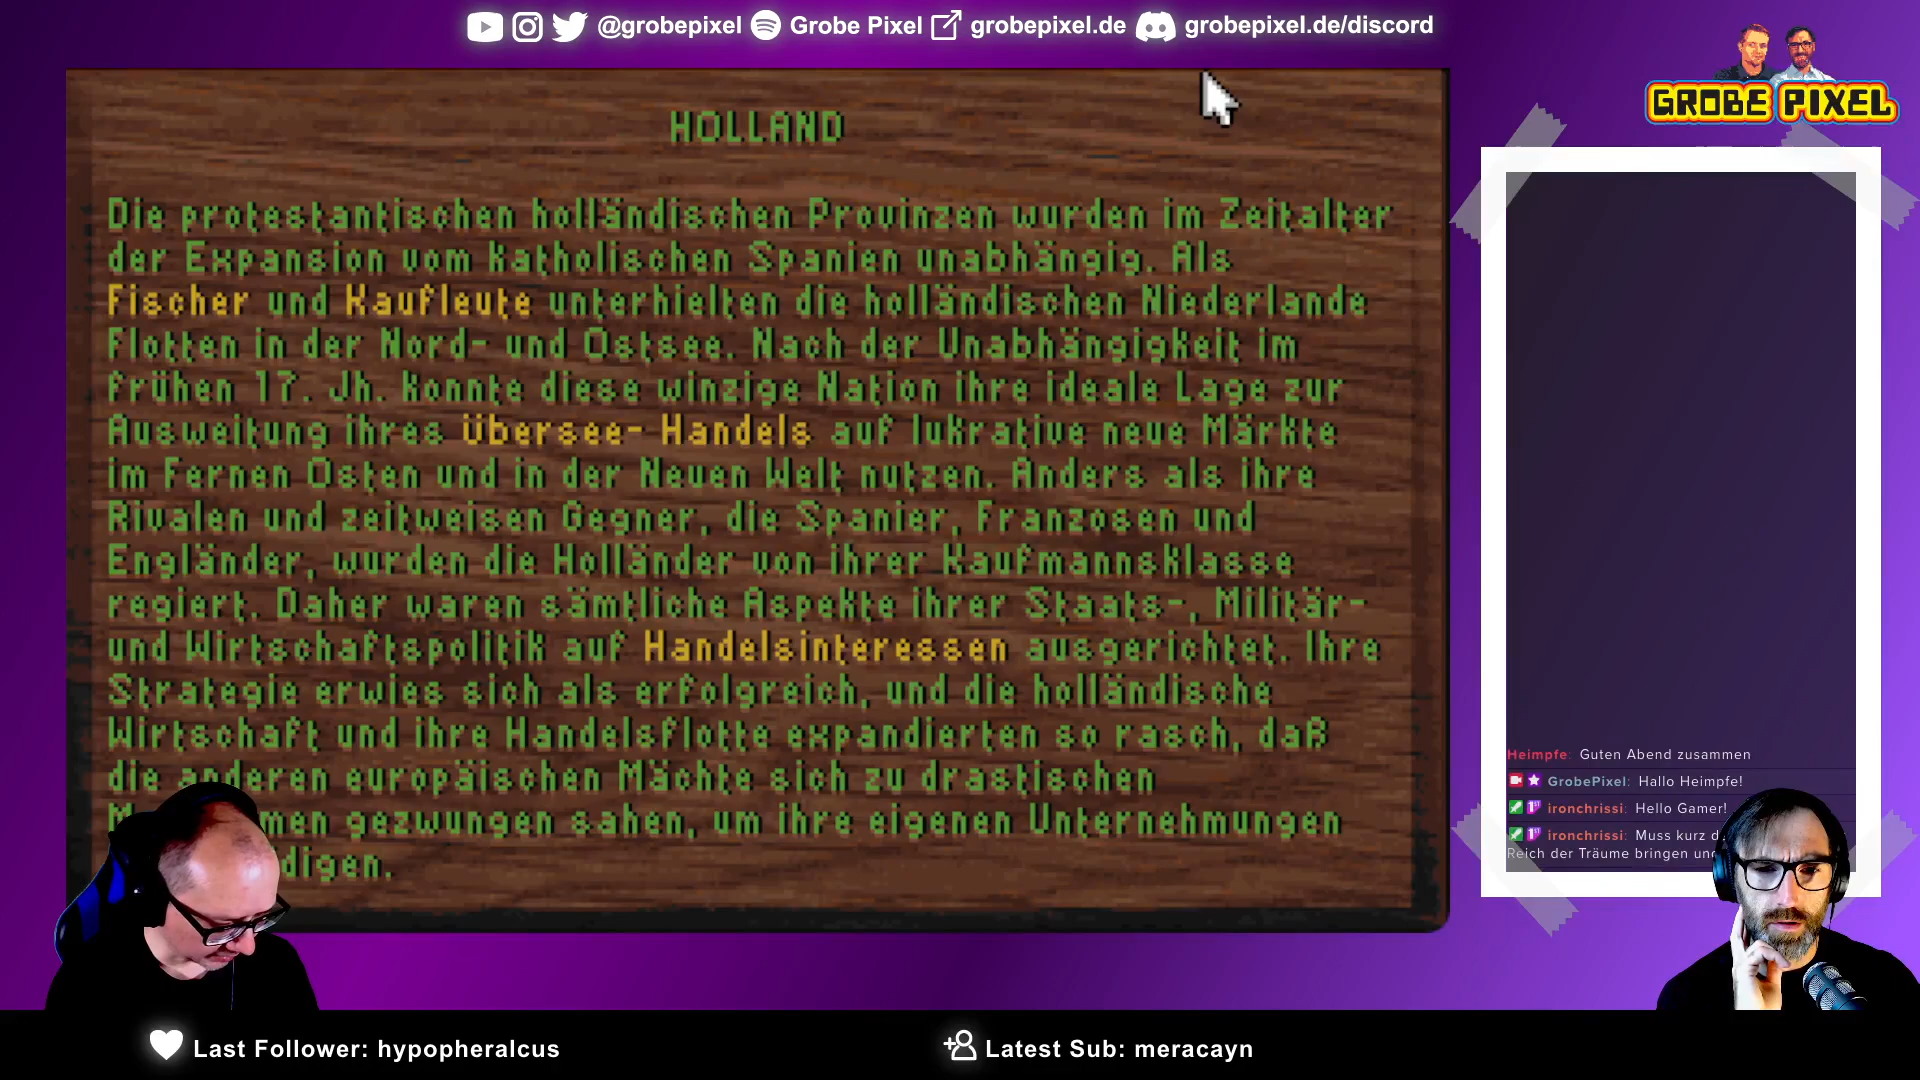 @grobepixel Grobe Pixel grobepixel.de grobepixel.de/discord
GROBE PIXEL
HOLLAND
Die protestantischen holländischen Provinzen wurden im Zeitalter
der Expansion vom katholischen Spanien unabhängig. Als
Fischer und Kaufleute unterhielten die holländischen Niederlande
Flotten in der Nord- und Ostsee. Nach der Unabhängigkeit im
frühen 17. Jh. konnte diese winzige Nation ihre ideale Lage zur
Ausweitung ihres Übersee- Handels auf lukrative neue Märkte
im Fernen Osten und in der Neuen Welt nutzen. Anders als ihre
Rivalen und zeitweisen Gegner, die Spanier, Franzosen und
Engländer, wurden die Holländer von ihrer Kaufmannsklasse
regiert. Daher waren sämtliche Aspekte ihrer Staats-, Militär-
und Wirtschaftspolitik auf Handelsinteressen ausgerichtet. Ihre
Strategie erwies sich als erfolgreich, und die holländische
Wirtschaft und ihre Handelsflotte expandierten so rasch, daß
die anderen europäischen Mächte sich zu drastischen
gezwungen sahen, um ihre eigenen Unternehmungen
Heimpfe: Guten Abend zusammen
GrobePixel: Hallo Heimpfe!
ironchrissi: Hello Gamer!
ironchrissi: Muss kurz
Reich der Träume bringen
Last Follower: hypopheralcus
Latest Sub: meracayn